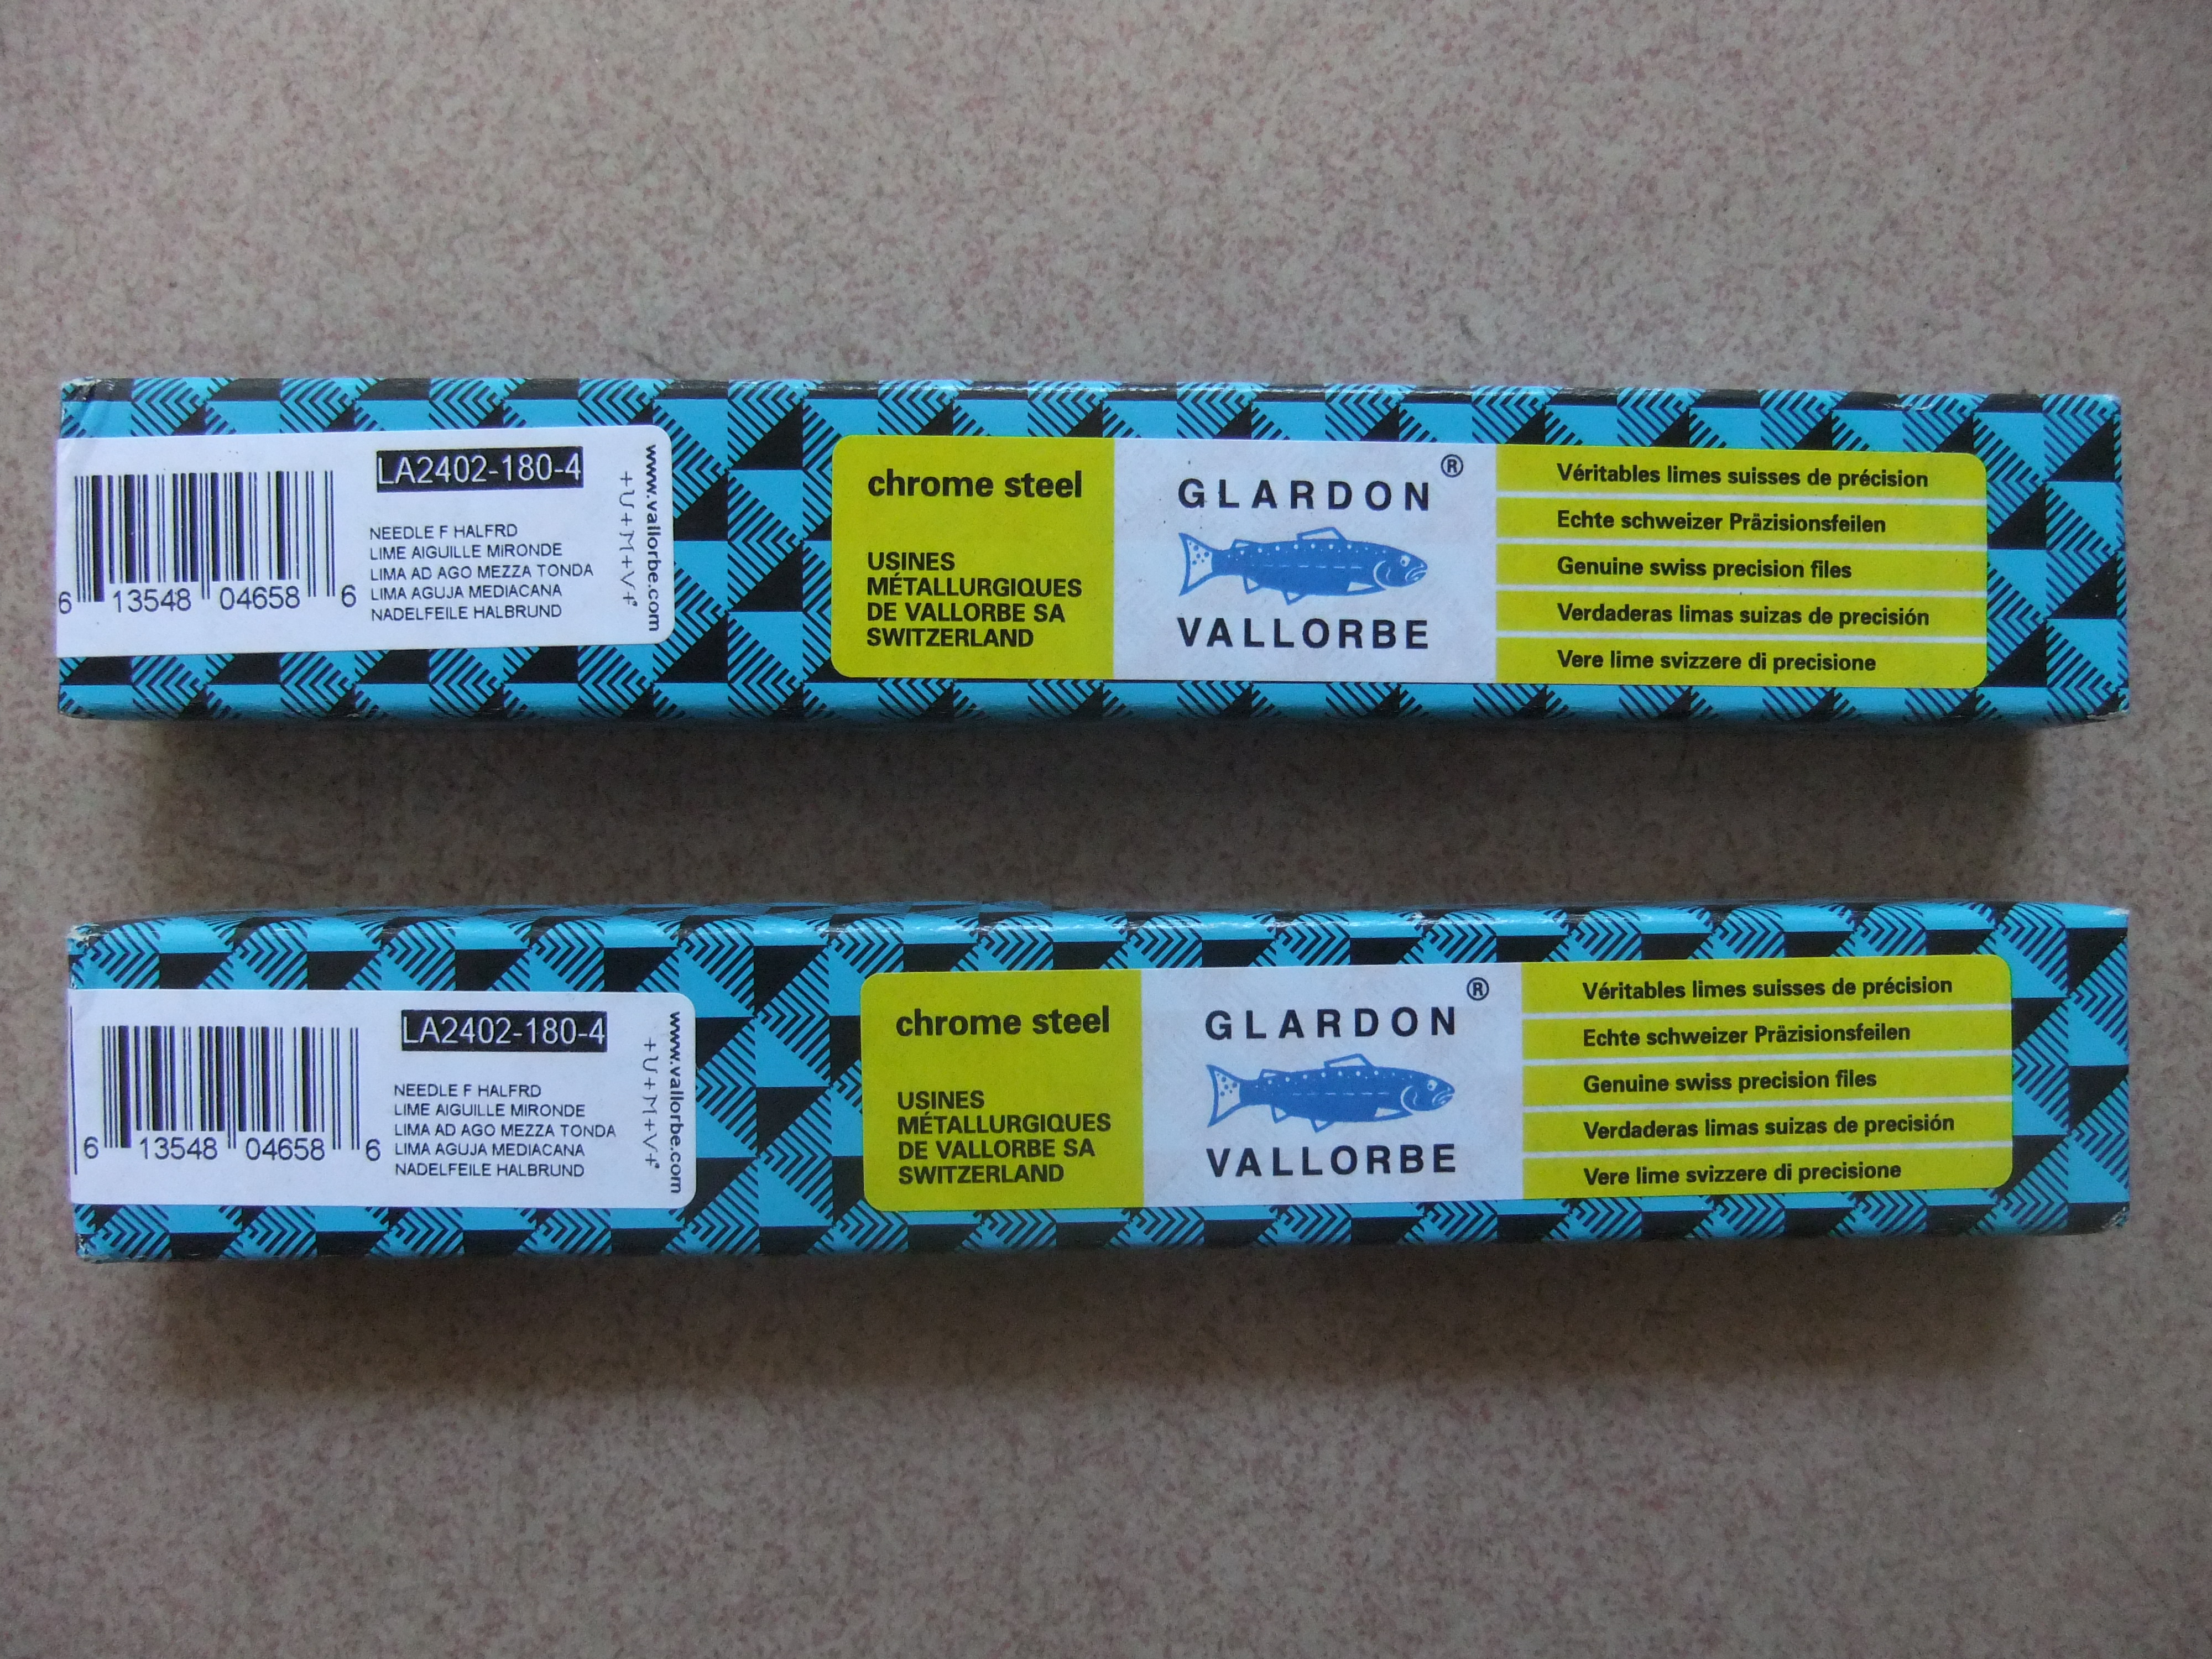 LA2402-180-4
NEEDLE F HALFRD
LIME AIGUILLE MIRONDE
LIMA AD AGO MEZZA TONDA
LIMA AGUJA MEDIACANA
NADELFEILE HALBRUND
6 13548 04658 6
+U+M+V+
www.vallorbe.com
chrome steel
USINES
MÉTALLURGIQUES
DE VALLORBE SA
SWITZERLAND
GLARDON®
VALLORBE
Véritables limes suisses de précision
Echte schweizer Präzisionsfeilen
Genuine swiss precision files
Verdaderas limas suizas de precisión
Vere lime svizzere di precisione
LA2402-180-4
NEEDLE F HALFRD
LIME AIGUILLE MIRONDE
LIMA AD AGO MEZZA TONDA
LIMA AGUJA MEDIACANA
NADELFEILE HALBRUND
6 13548 04658 6
+U+M+V+
www.vallorbe.com
chrome steel
USINES
MÉTALLURGIQUES
DE VALLORBE SA
SWITZERLAND
GLARDON®
VALLORBE
Véritables limes suisses de précision
Echte schweizer Präzisionsfeilen
Genuine swiss precision files
Verdaderas limas suizas de precisión
Vere lime svizzere di precisione